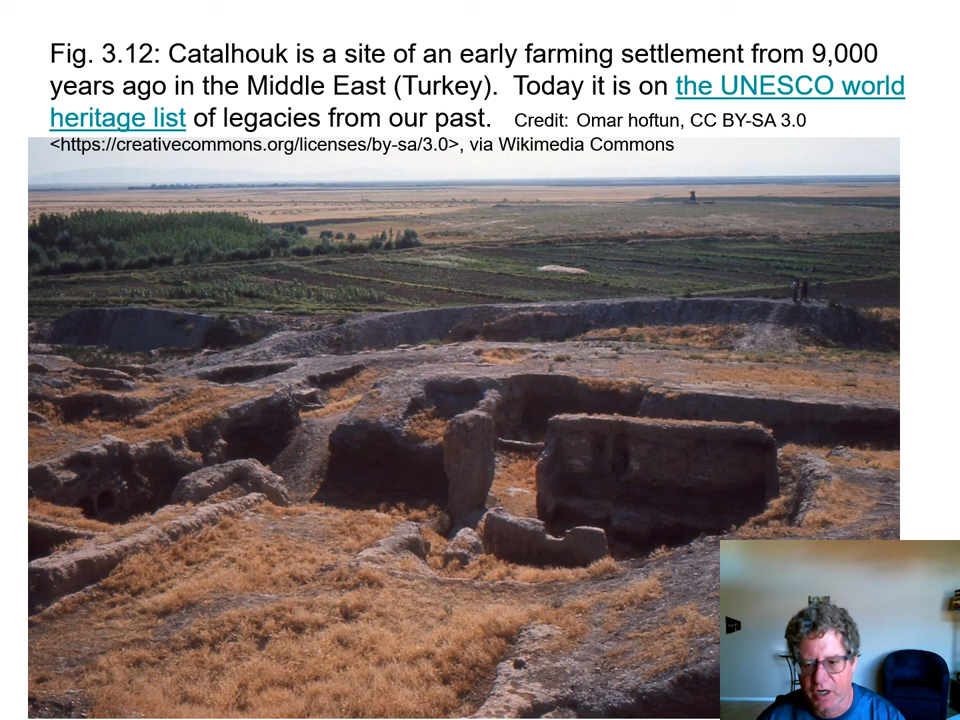 Fig. 3.12: Catalhouk is a site of an early farming settlement from 9,000
years ago in the Middle East (Turkey).  Today it is on the UNESCO world
heritage list of legacies from our past.   Credit: Omar hoftun, CC BY-SA 3.0
<https://creativecommons.org/licenses/by-sa/3.0>, via Wikimedia Commons